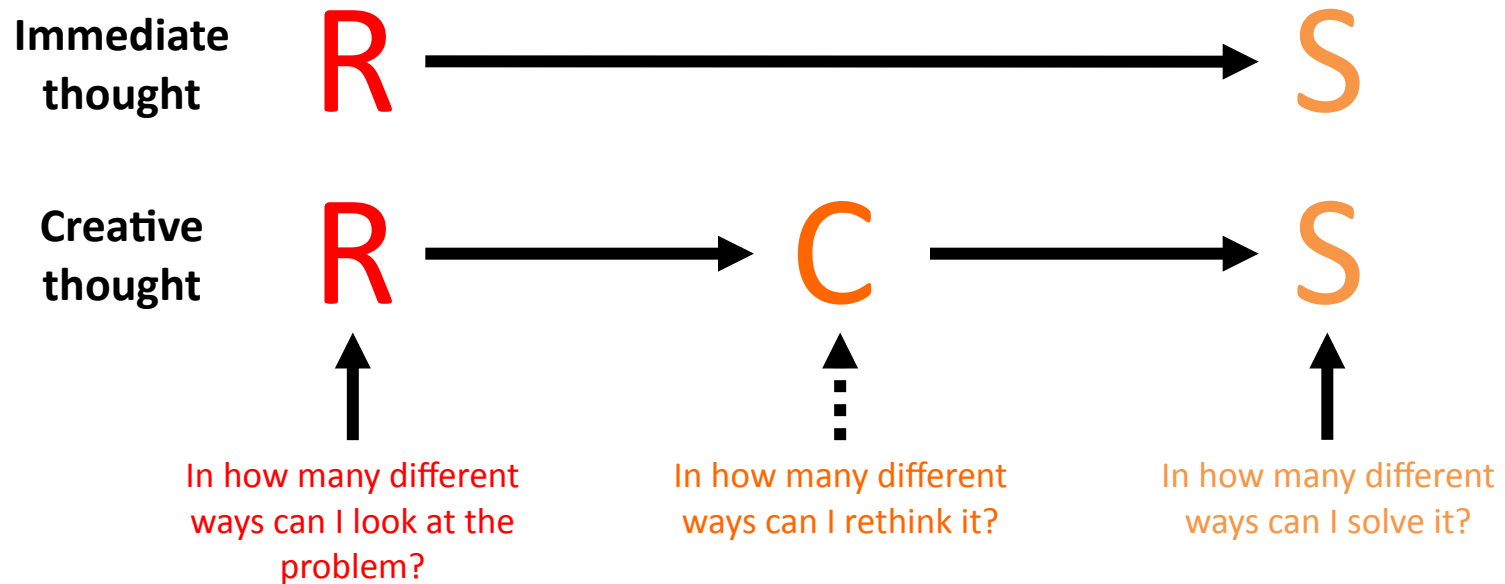 Immediate
thought
R
S
Creative
thought
R
C
S
In how many different
ways can I look at the
problem?
In how many different
ways can I rethink it?
In how many different
ways can I solve it?